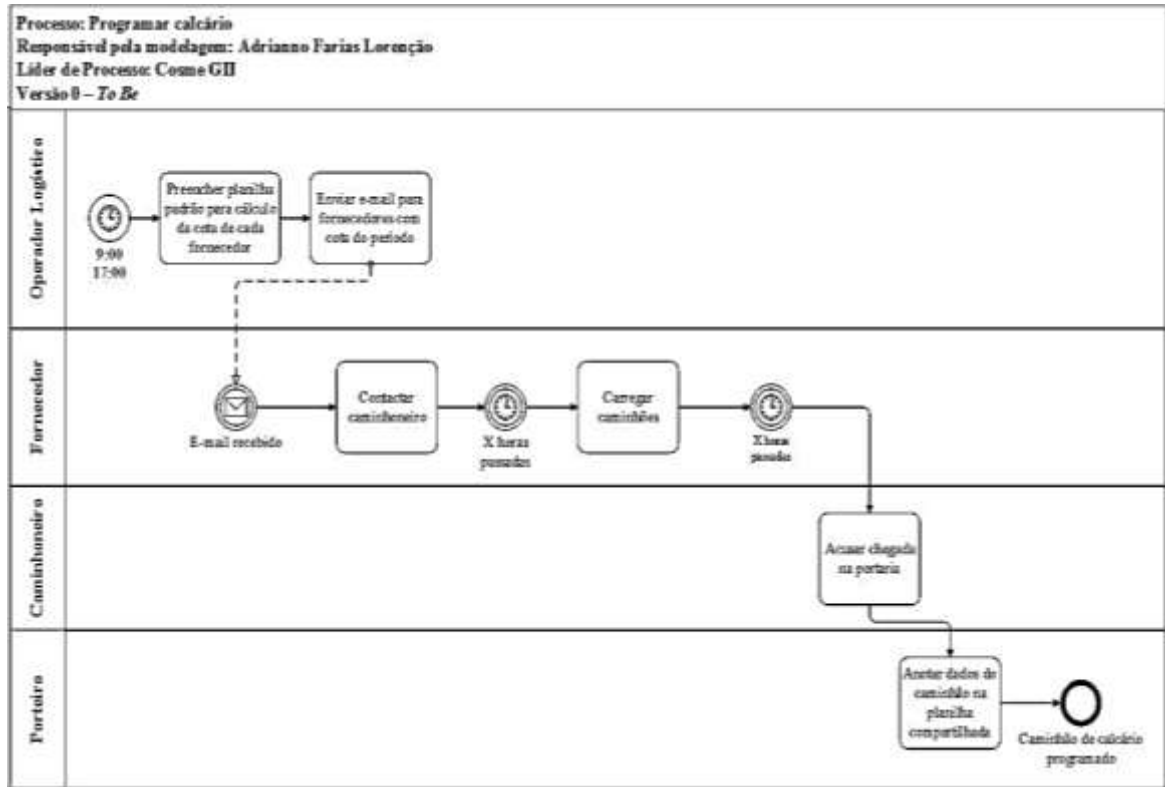 Processo: Programar calcário
Responsável pela modelagem: Adrianno Farias Lorenção
Líder de Processo: Cosme GII
Versão 0 – To Be
Operador Logístico
9:00
17:00
Preencher planilha
padrão para cálculo
da cota de cada
fornecedor
Enviar e-mail para
fornecedores com
cota do período
Fornecedor
E-mail recebido
Contactar
caminhoneiro
X horas
passadas
Carregar
caminhões
X horas
passadas
Caminhoneiro
Acusar chegada
na portaria
Porteiro
Anotar dados do
caminhão na
planilha
compartilhada
Caminhão de calcário
programado